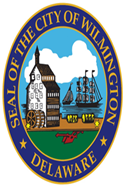 SEAL OF THE CITY OF WILMINGTON
DELAWARE